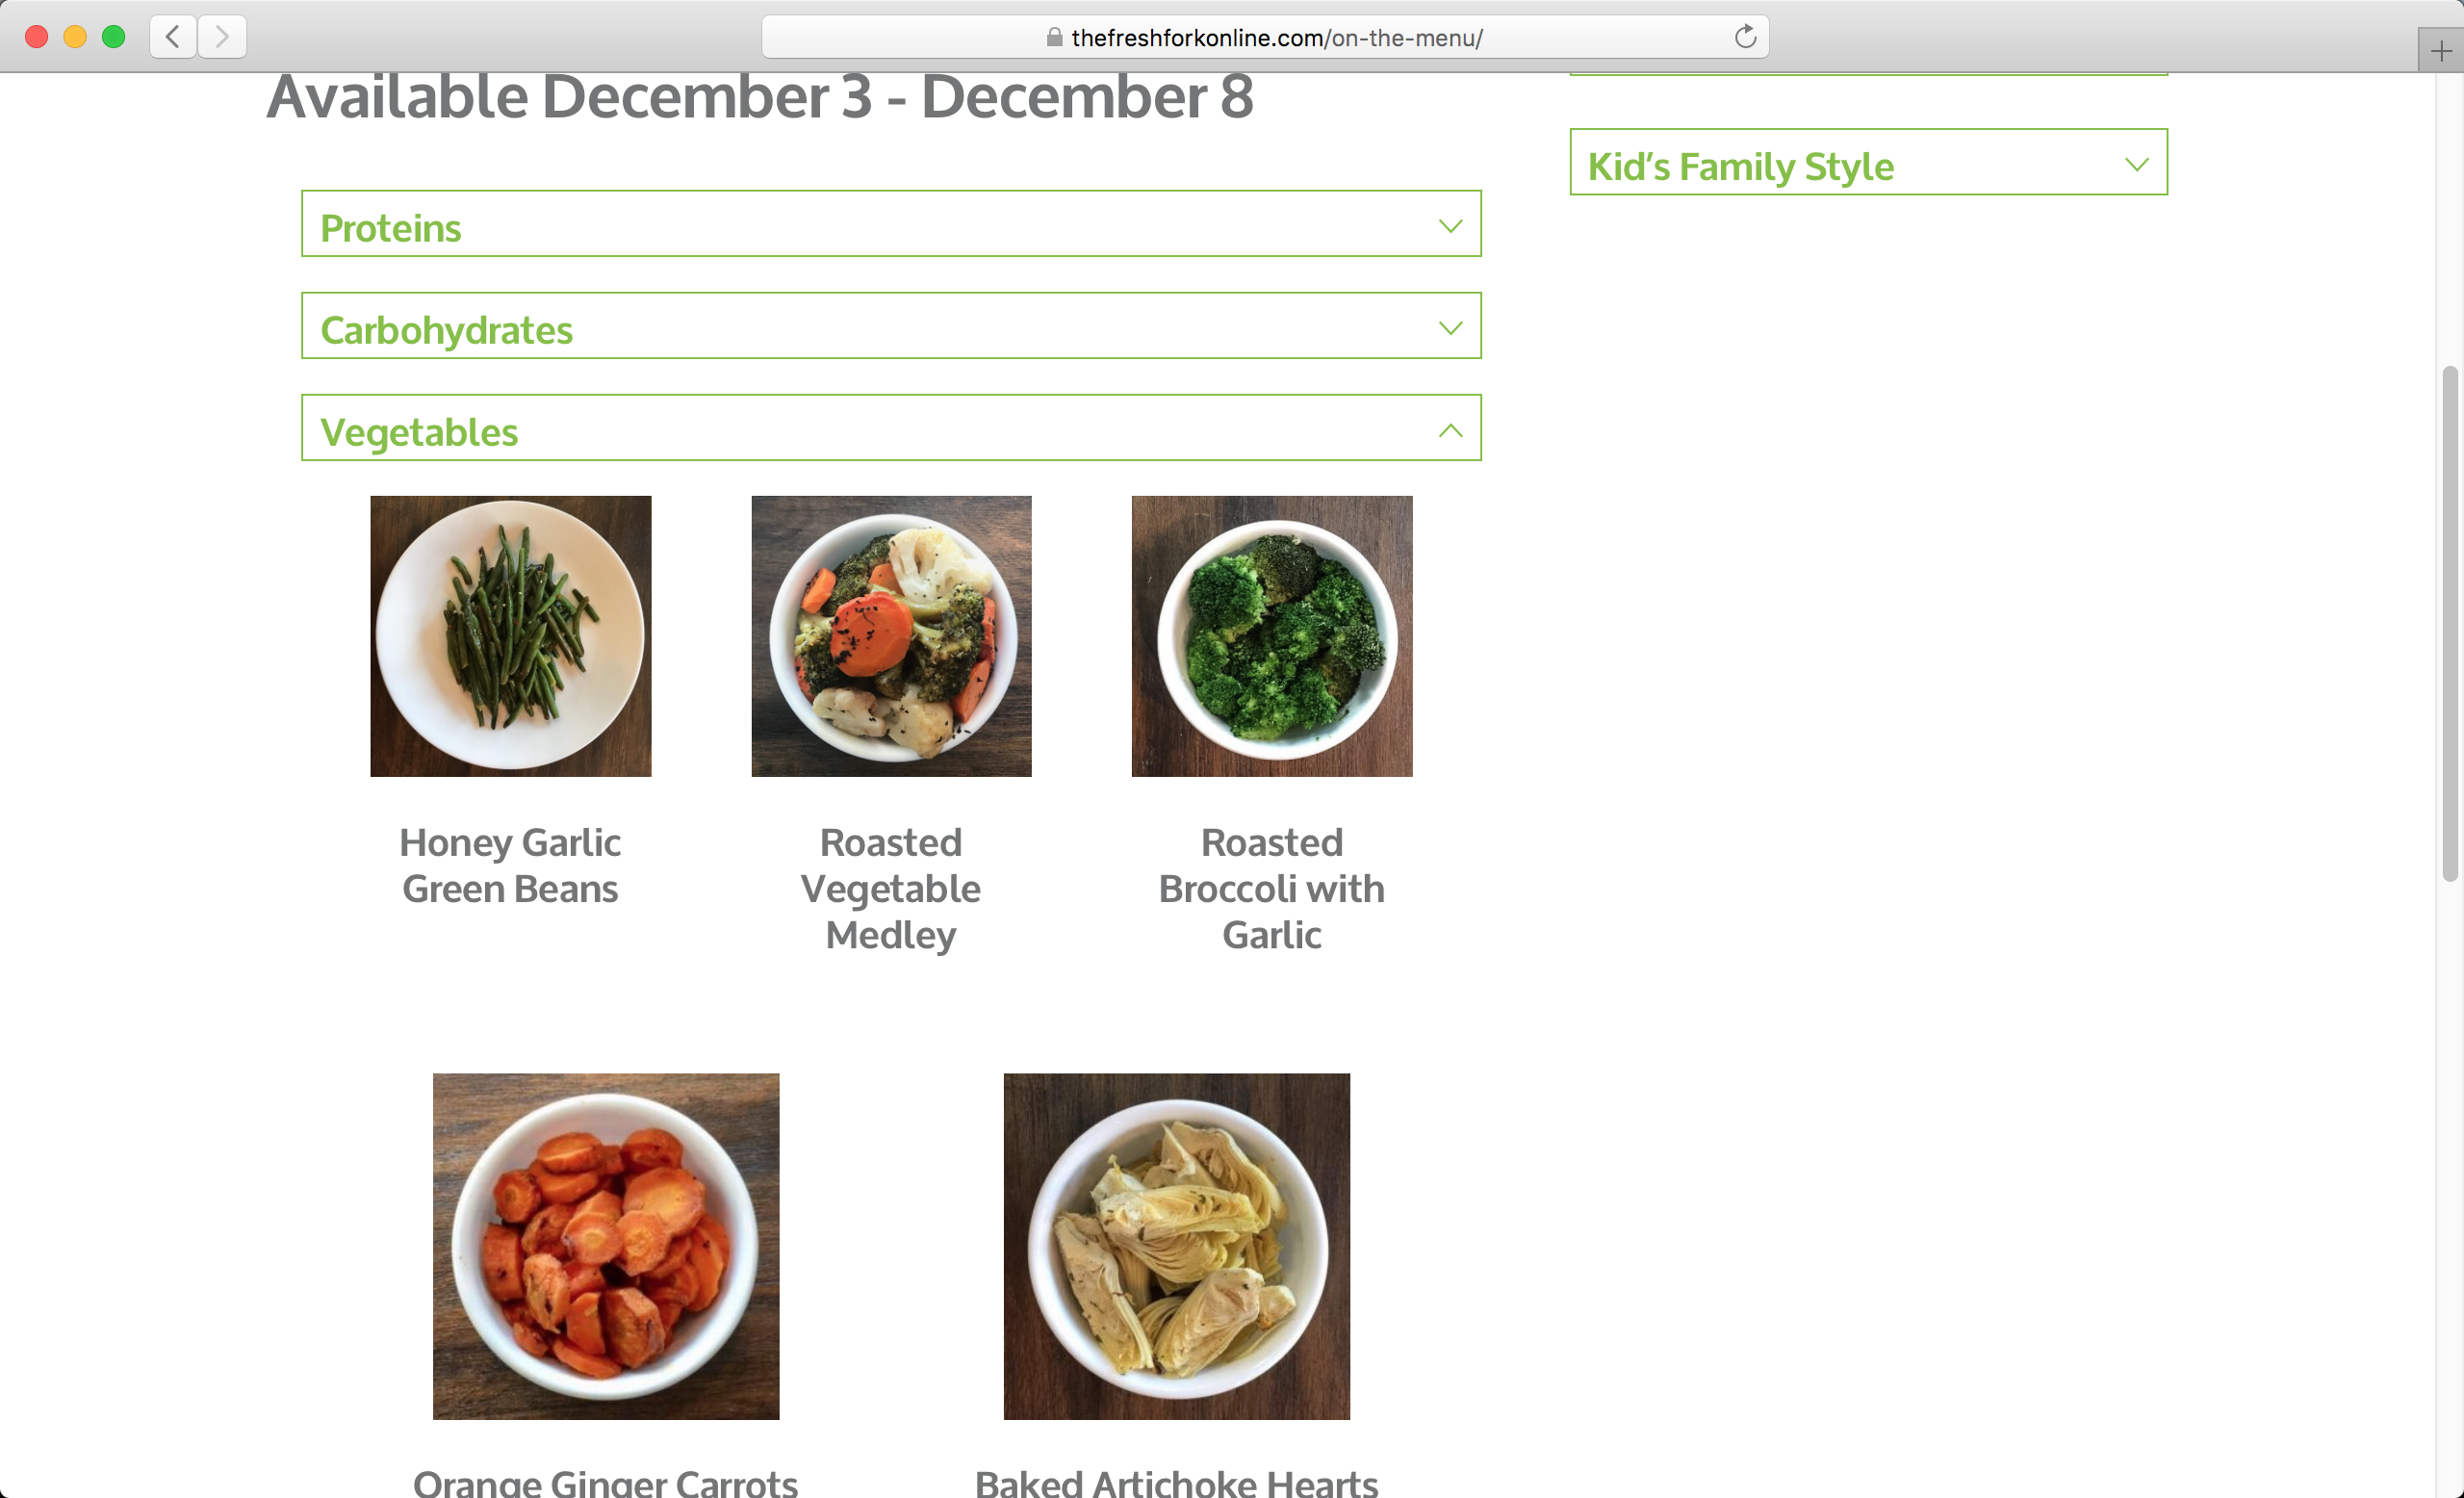 thefreshforkonline.com/on-the-menu/
Available December 3 - December 8
Kid's Family Style
Proteins
Carbohydrates
Vegetables
Honey Garlic
Green Beans
Roasted
Vegetable
Medley
Roasted
Broccoli with
Garlic
Orange Ginger Carrots
Baked Artichoke Hearts